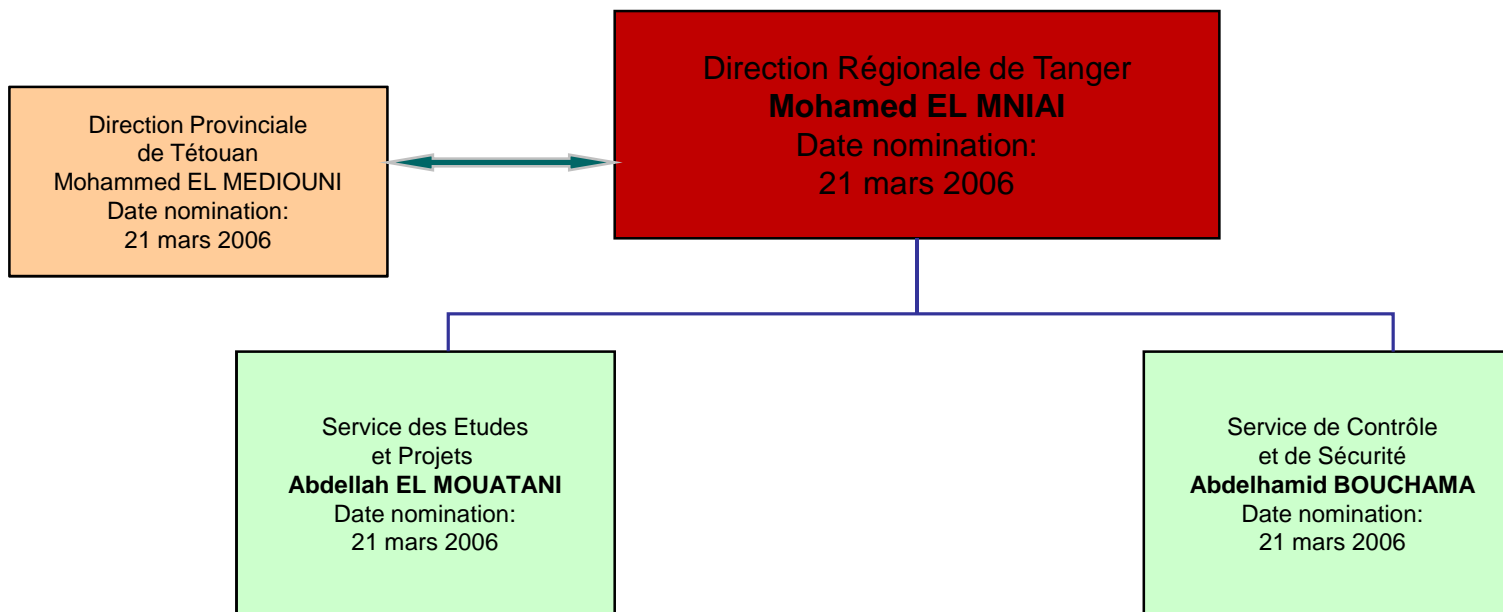 Direction Régionale de Tanger
Mohamed EL MNIAI
Date nomination:
21 mars 2006
Direction Provinciale
de Tétouan
Mohammed EL MEDIOUNI
Date nomination:
21 mars 2006
Service des Etudes
et Projets
Abdellah EL MOUATANI
Date nomination:
21 mars 2006
Service de Contrôle
et de Sécurité
Abdelhamid BOUCHAMA
Date nomination:
21 mars 2006